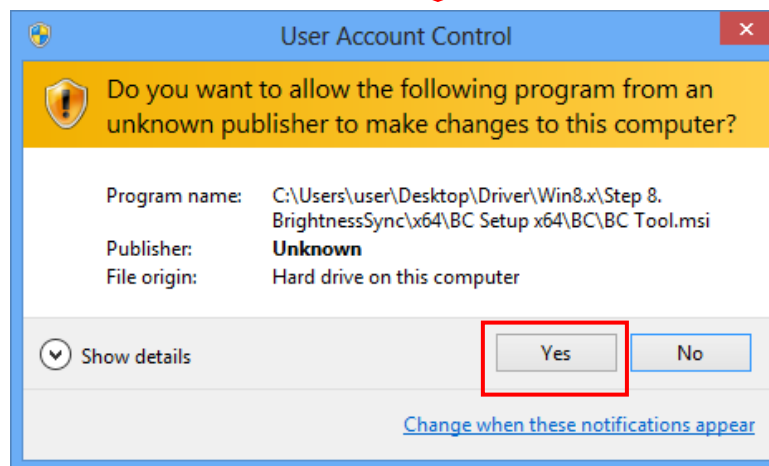 User Account Control
Do you want to allow the following program from an
unknown publisher to make changes to this computer?
Program name: C:\Users\user\Desktop\Driver\Win8.x\Step 8.
BrightnessSync\x64\BC Setup x64\BC\BC Tool.msi
Publisher: Unknown
File origin: Hard drive on this computer
Show details Yes No
Change when these notifications appear